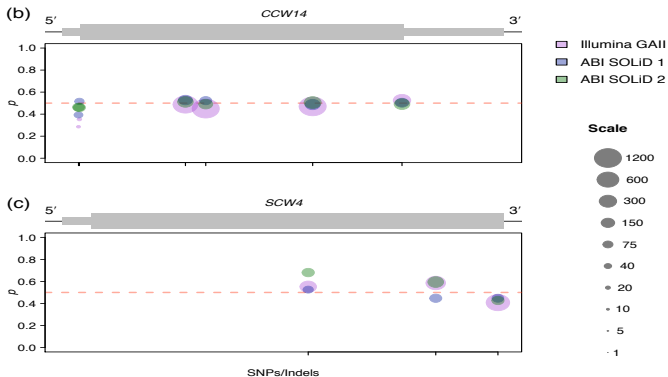 (b)
CCW14
5′ 3′
1.0
0.8
0.6
0.4
0.2
0.0
p
Illumina GAII
ABI SOLiD 1
ABI SOLiD 2
Scale
1200
600
300
150
75
40
20
10
5
1
(c)
SCW4
5′ 3′
1.0
0.8
0.6
0.4
0.2
0.0
p
SNPs/Indels